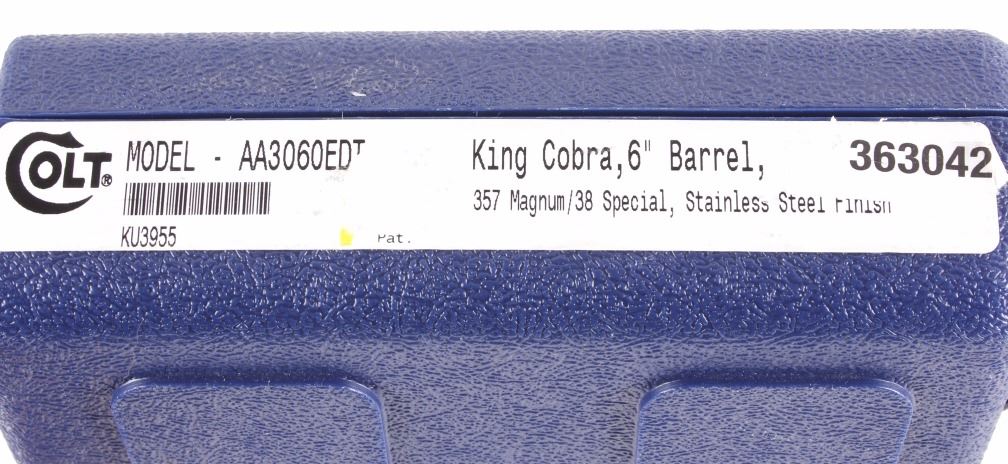 COLT®
MODEL - AA3060EDT
King Cobra,6" Barrel,
363042
357 Magnum/38 Special, Stainless Steel Finish
KU3955
Pat.